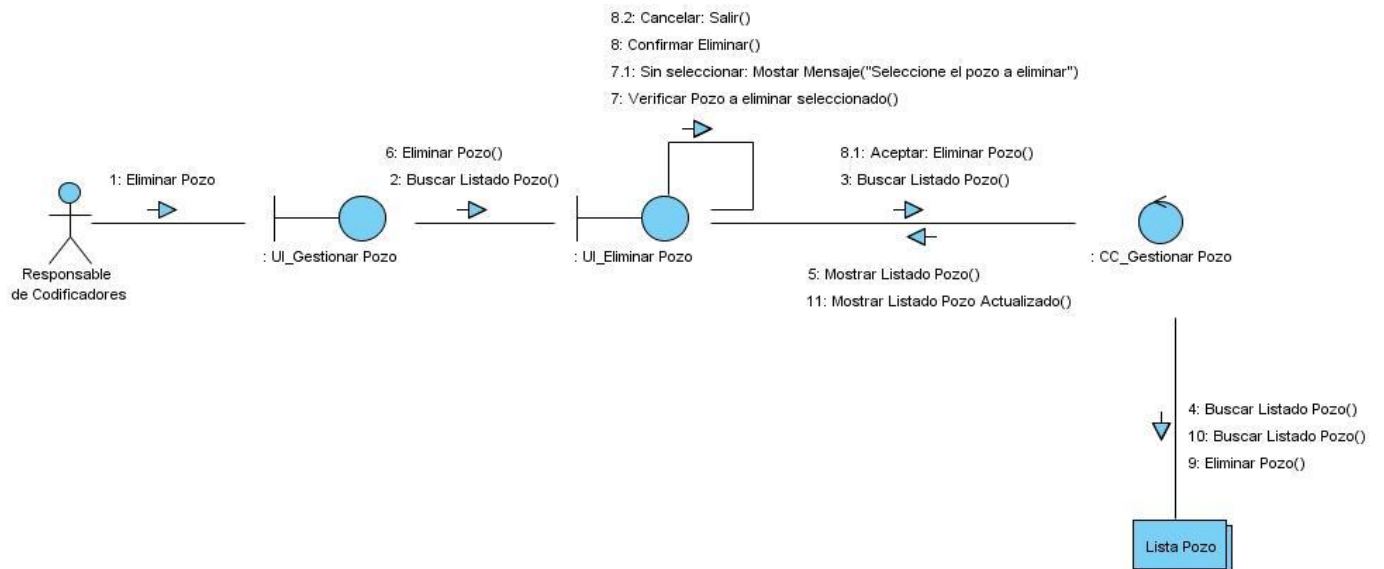 8.2: Cancelar: Salir()
8: Confirmar Eliminar()
7.1: Sin seleccionar: Mostar Mensaje("Seleccione el pozo a eliminar")
7: Verificar Pozo a eliminar seleccionado()
6: Eliminar Pozo()
2: Buscar Listado Pozo()
1: Eliminar Pozo
8.1: Aceptar: Eliminar Pozo()
3: Buscar Listado Pozo()
Responsable
de Codificadores
: UI_Gestionar Pozo
: UI_Eliminar Pozo
: CC_Gestionar Pozo
5: Mostrar Listado Pozo()
11: Mostrar Listado Pozo Actualizado()
4: Buscar Listado Pozo()
10: Buscar Listado Pozo()
9: Eliminar Pozo()
Lista Pozo